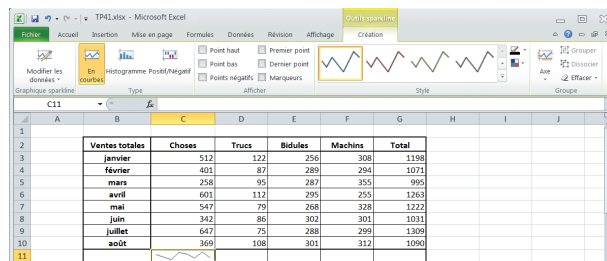 TP41.xlsx - Microsoft Excel
Outils sparkline
Fichier Accueil Insertion Mise en page Formules Données Révision Affichage Création
Modifier les données
En courbes
Histogramme
Positif/Négatif
Point haut
Premier point
Point bas
Dernier point
Points négatifs
Marqueurs
Axe
Grouper
Dissocier
Effacer
Graphique sparkline Type Afficher Style Groupe
C11 fx
A B C D E F G H I J
1
2 Ventes totales Choses Trucs Bidules Machins Total
3 janvier 512 122 256 308 1198
4 février 401 87 289 294 1071
5 mars 258 95 287 355 995
6 avril 601 112 295 255 1263
7 mai 547 79 268 328 1222
8 juin 342 86 302 301 1031
9 juillet 647 75 288 299 1309
10 août 369 108 301 312 1090
11